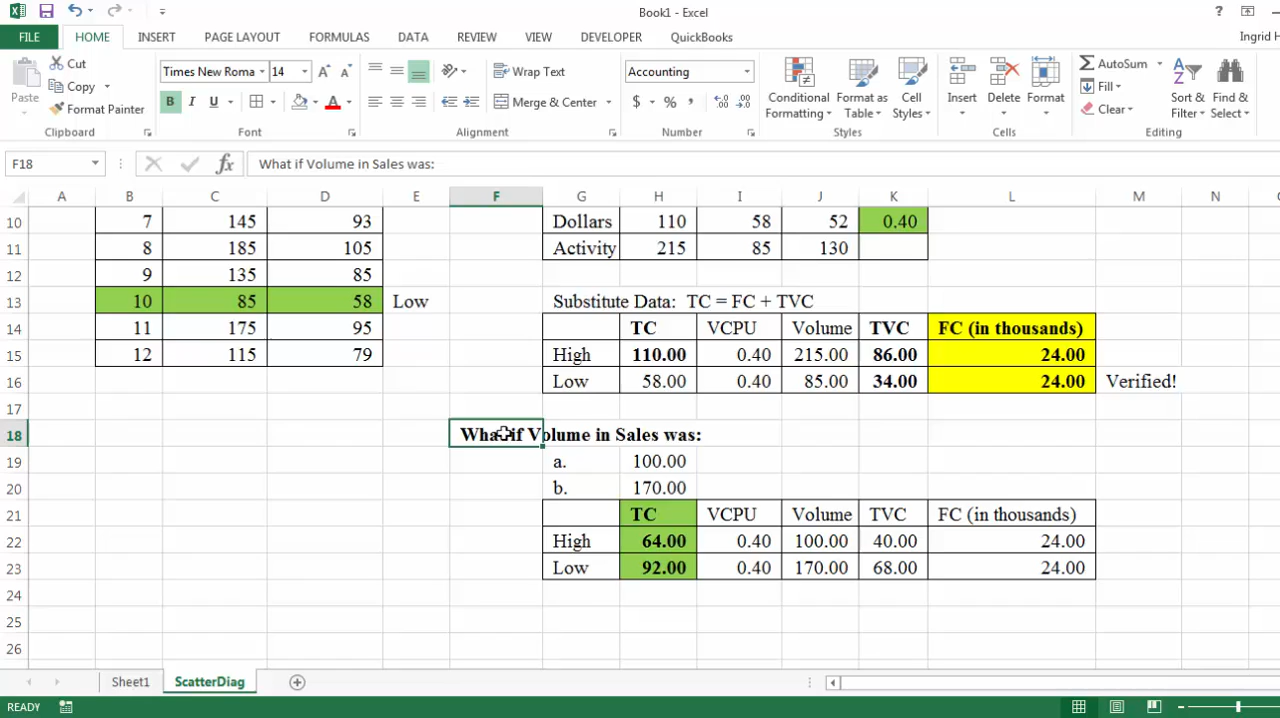 Book1 - Excel
?
FILE HOME INSERT PAGE LAYOUT FORMULAS DATA REVIEW VIEW DEVELOPER QuickBooks Ingrid H
Paste
Cut
Copy
Format Painter
Clipboard
Times New Roma 14
B I U
Font
Wrap Text
Merge & Center
Alignment
Accounting
$ % ,
Number
Conditional Formatting
Format as Table
Cell Styles
Styles
Insert Delete Format
Cells
AutoSum
Fill
Clear
Sort & Filter
Find & Select
Editing
F18 fx What if Volume in Sales was:
A B C D E F G H I J K L M N
10 7 145 93 Dollars 110 58 52 0.40
11 8 185 105 Activity 215 85 130
12 9 135 85
13 10 85 58 Low Substitute Data: TC = FC + TVC
14 11 175 95 TC VCPU Volume TVC FC (in thousands)
15 12 115 79 High 110.00 0.40 215.00 86.00 24.00
16 Low 58.00 0.40 85.00 34.00 24.00 Verified!
17
18 What if Volume in Sales was:
19 a. 100.00
20 b. 170.00
21 TC VCPU Volume TVC FC (in thousands)
22 High 64.00 0.40 100.00 40.00 24.00
23 Low 92.00 0.40 170.00 68.00 24.00
24
25
26
Sheet1 ScatterDiag
READY